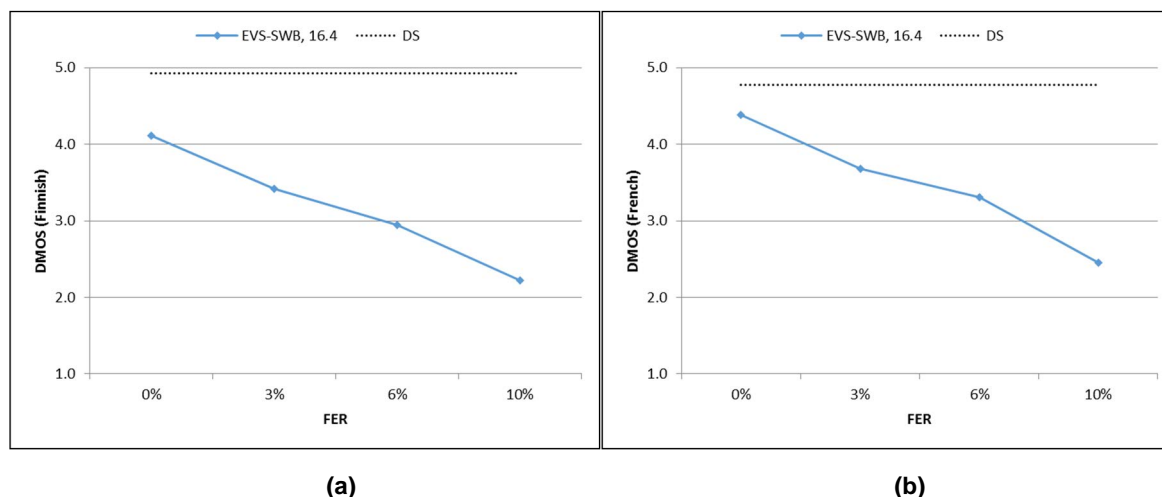 EVS-SWB, 16.4 DS
5.0
4.0
3.0
2.0
1.0
DMOS (Finnish)
0% 3% 6% 10%
FER
(a)
EVS-SWB, 16.4 DS
5.0
4.0
3.0
2.0
1.0
DMOS (French)
0% 3% 6% 10%
FER
(b)